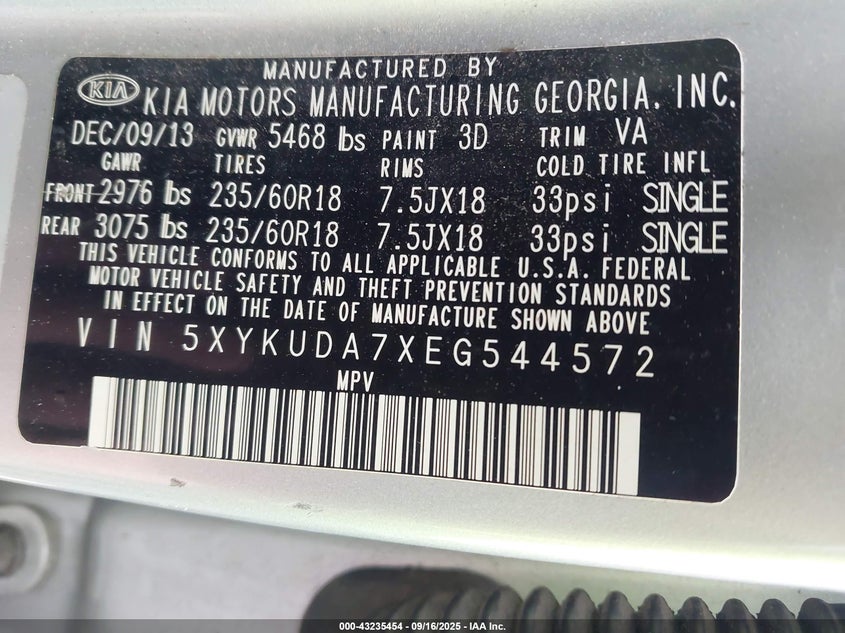 MANUFACTURED BY
KIA KIA MOTORS MANUFACTURING GEORGIA, INC.
DEC/09/13 GVWR 5468 lbs PAINT 3D TRIM VA
GAWR TIRES RIMS COLD TIRE INFL
FRONT 2976 lbs 235/60R18 7.5JX18 33psi SINGLE
REAR 3075 lbs 235/60R18 7.5JX18 33psi SINGLE
THIS VEHICLE CONFORMS TO ALL APPLICABLE U.S.A. FEDERAL
MOTOR VEHICLE SAFETY AND THEFT PREVENTION STANDARDS
IN EFFECT ON THE DATE OF MANUFACTURE SHOWN ABOVE
VIN 5XYKUDA7XEG544572
MPV
000-43235454 - 09/16/2025 - IAA Inc.